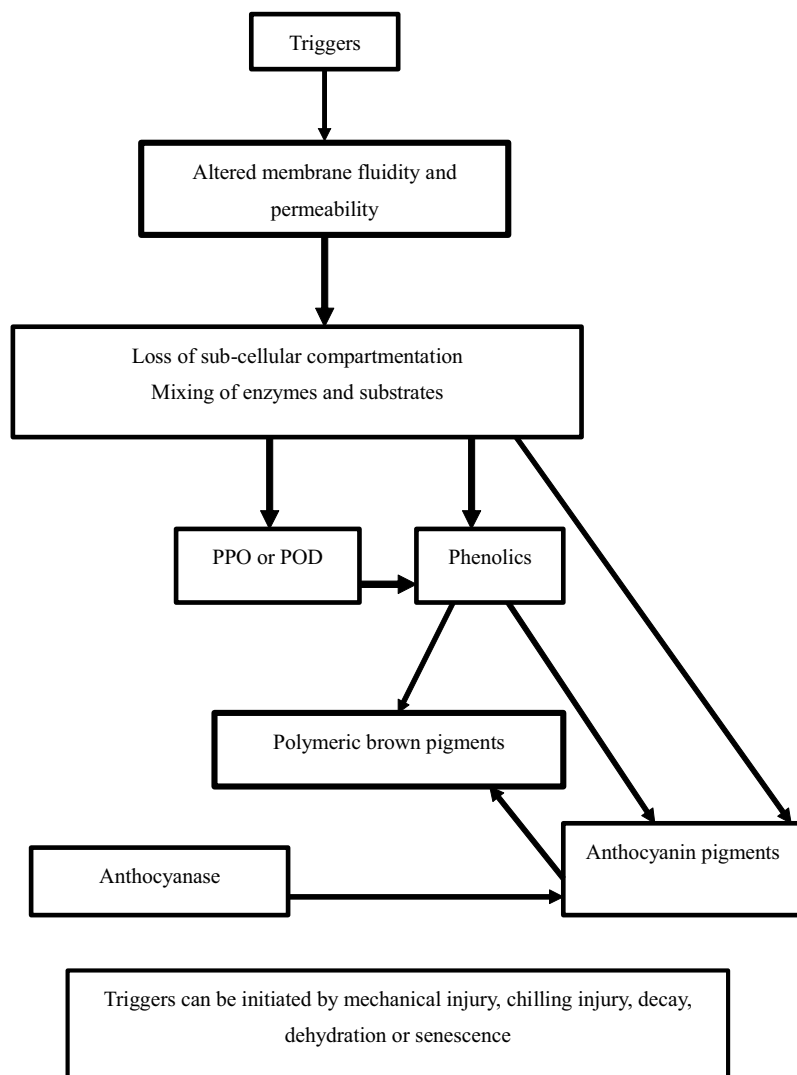 Triggers
Altered membrane fluidity and
permeability
Loss of sub-cellular compartmentation
Mixing of enzymes and substrates
PPO or POD
Phenolics
Polymeric brown pigments
Anthocyanin pigments
Anthocyanase
Triggers can be initiated by mechanical injury, chilling injury, decay,
dehydration or senescence